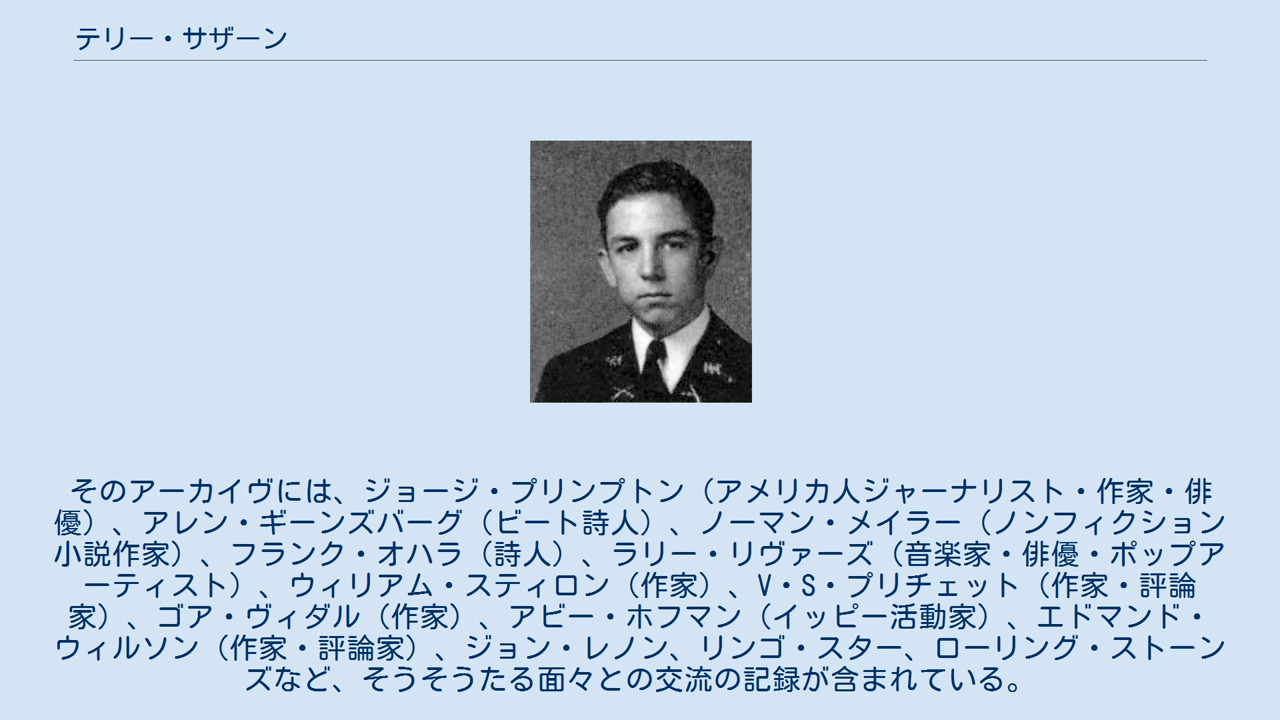 テリー・サザーン
そのアーカイヴには、ジョージ・プリンプトン（アメリカ人ジャーナリスト・作家・俳
優）、アレン・ギーンズバーグ（ビート詩人）、ノーマン・メイラー（ノンフィクション
小説作家）、フランク・オハラ（詩人）、ラリー・リヴァーズ（音楽家・俳優・ポップア
ーティスト）、ウィリアム・スティロン（作家）、V・S・プリチェット（作家・評論
家）、ゴア・ヴィダル（作家）、アビー・ホフマン（イッピー活動家）、エドマンド・
ウィルソン（作家・評論家）、ジョン・レノン、リンゴ・スター、ローリング・ストーン
ズなど、そうそうたる面々との交流の記録が含まれている。